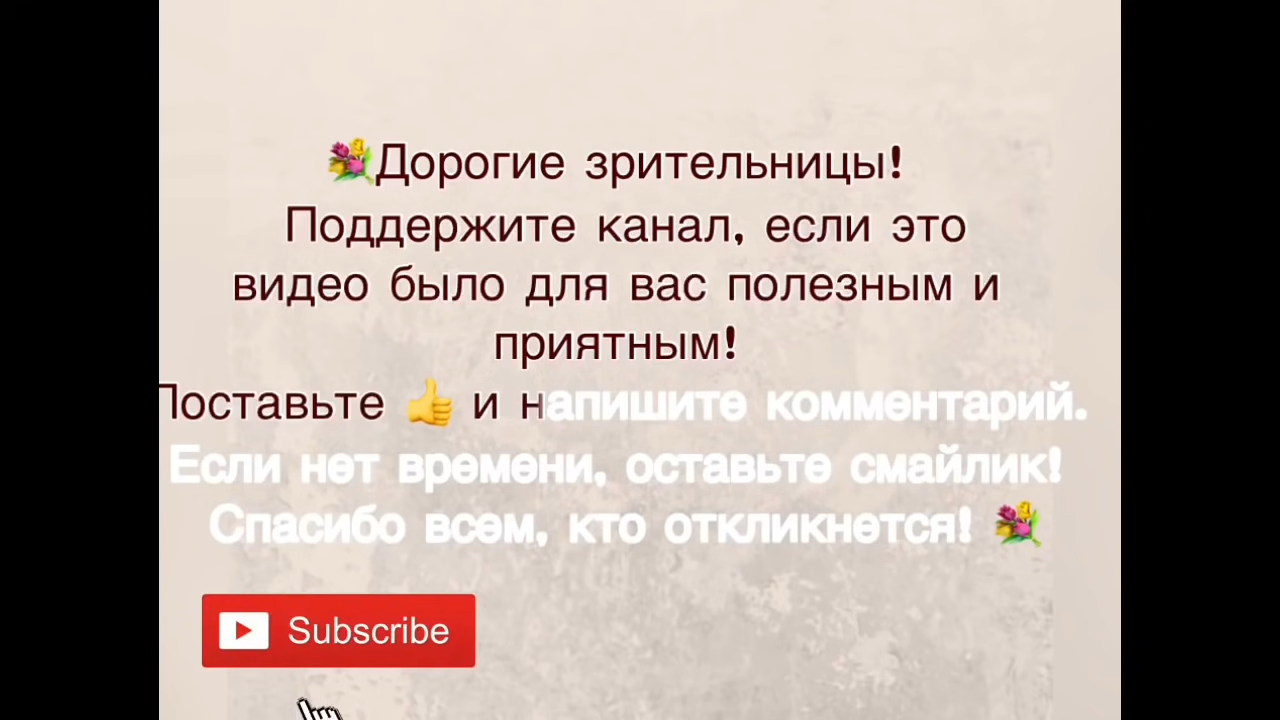 💐Дорогие зрительницы!
Поддержите канал, если это
видео было для вас полезным и
приятным!
Поставьте 👍 и напишите комментарий.
Если нет времени, оставьте смайлик!
Спасибо всем, кто откликнется! 💐
Subscribe